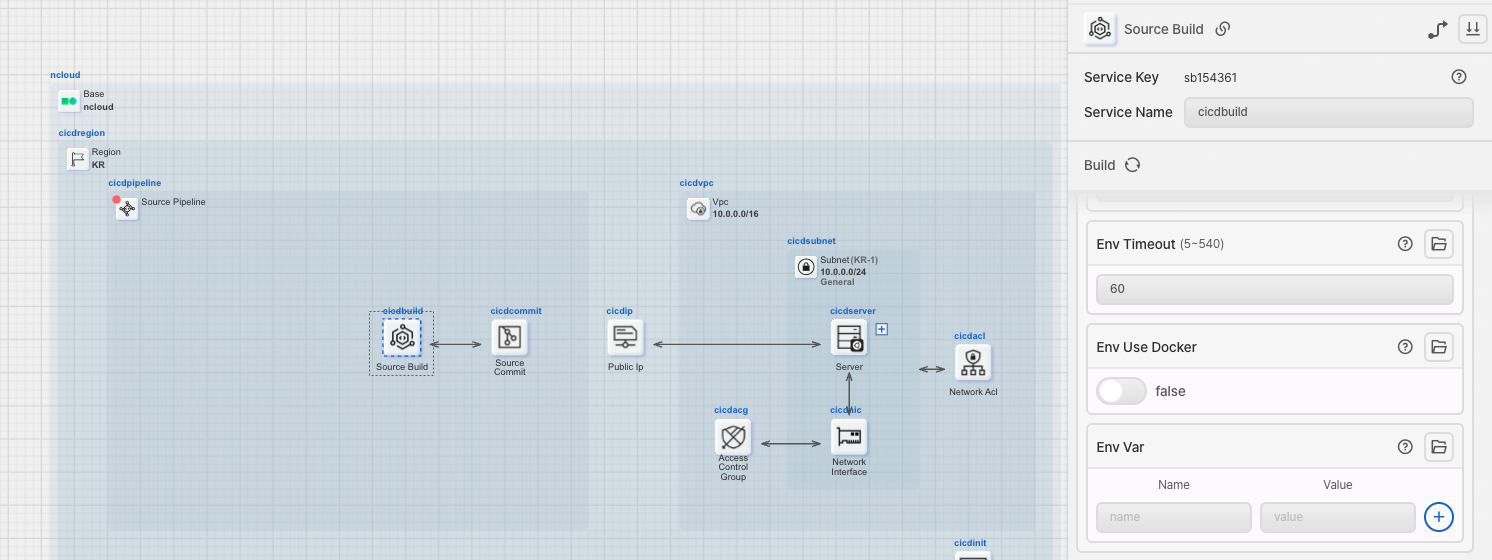 ncloud
Base
ncloud
cicdregion
Region
KR
cicdpipeline
Source Pipeline
cicdvpc
Vpc
10.0.0.0/16
cicdsubnet
Subnet(KR-1)
10.0.0.0/24
General
cicdbuild
Source Build
cicdcommit
Source
Commit
cicdip
Public Ip
cicdserver
Server
cicdacl
Network Acl
cicdacg
Access
Control
Group
cicdnic
Network
Interface
cicdinit
Source Build
Service Key
sb154361
Service Name
cicdbuild
Build
Env Timeout (5~540)
60
Env Use Docker
false
Env Var
Name Value
name value